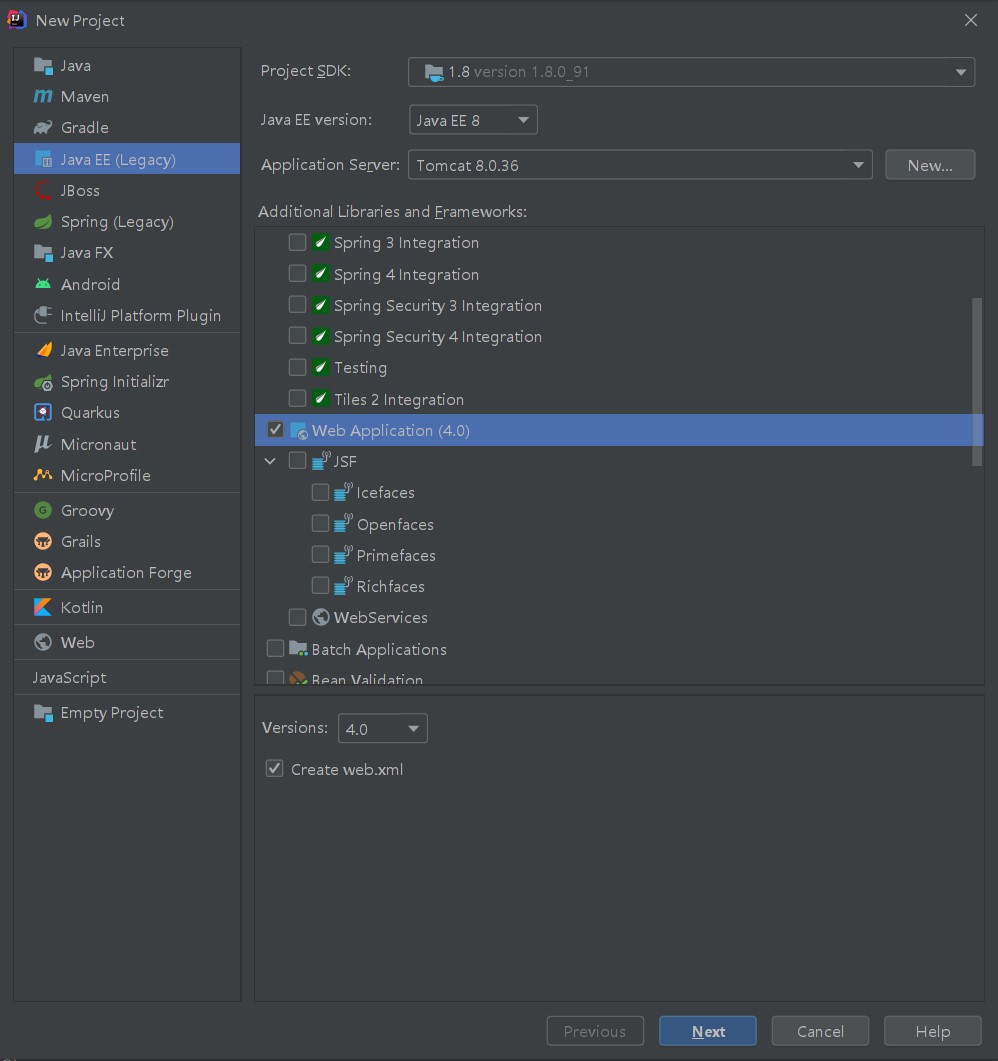 New Project
Java
Maven
Gradle
Java EE (Legacy)
JBoss
Spring (Legacy)
Java FX
Android
IntelliJ Platform Plugin
Java Enterprise
Spring Initializr
Quarkus
Micronaut
MicroProfile
Groovy
Grails
Application Forge
Kotlin
Web
JavaScript
Empty Project
Project SDK: 1.8 version 1.8.0_91
Java EE version: Java EE 8
Application Server: Tomcat 8.0.36 New...
Additional Libraries and Frameworks:
Spring 3 Integration
Spring 4 Integration
Spring Security 3 Integration
Spring Security 4 Integration
Testing
Tiles 2 Integration
Web Application (4.0)
JSF
Icefaces
Openfaces
Primefaces
Richfaces
WebServices
Batch Applications
Bean Validation
Versions: 4.0
Create web.xml
Previous Next Cancel Help